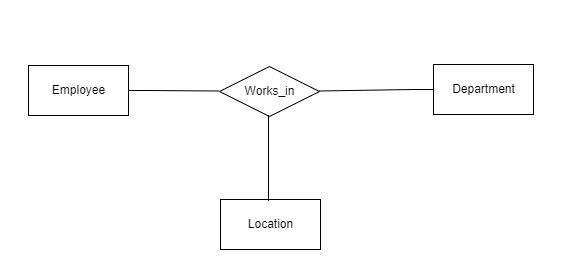 Employee
Works_in
Department
Location